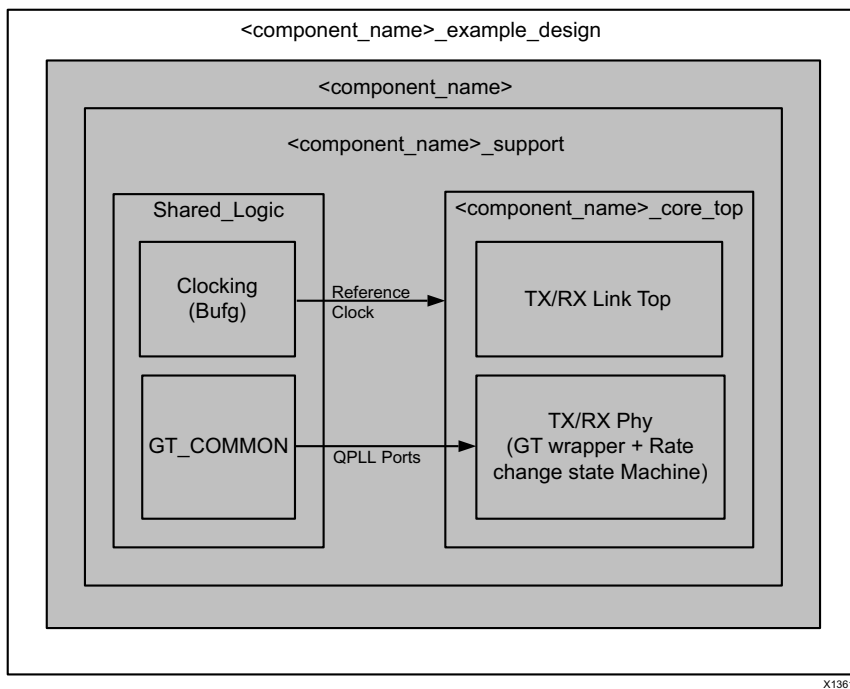 <component_name>_example_design
<component_name>
<component_name>_support
Shared_Logic
<component_name>_core_top
Clocking
(Bufg)
Reference
Clock
TX/RX Link Top
GT_COMMON
QPLL Ports
TX/RX Phy
(GT wrapper + Rate
change state Machine)